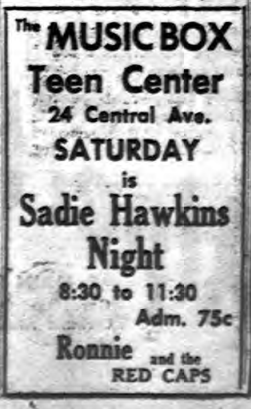 The MUSIC BOX
Teen Center
24 Central Ave.
SATURDAY
is
Sadie Hawkins
Night
8:30 to 11:30
Adm. 75c
Ronnie and the
RED CAPS